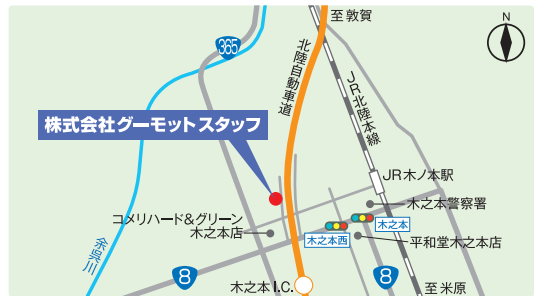 至 敦賀
N
365
北陸自動車道
JR北陸本線
株式会社グーモットスタッフ
JR木ノ本駅
木之本警察署
コメリハード&グリーン
木之本店
木之本
木之本西
平和堂木之本店
余呉川
8
8
木之本I.C.
至 米原